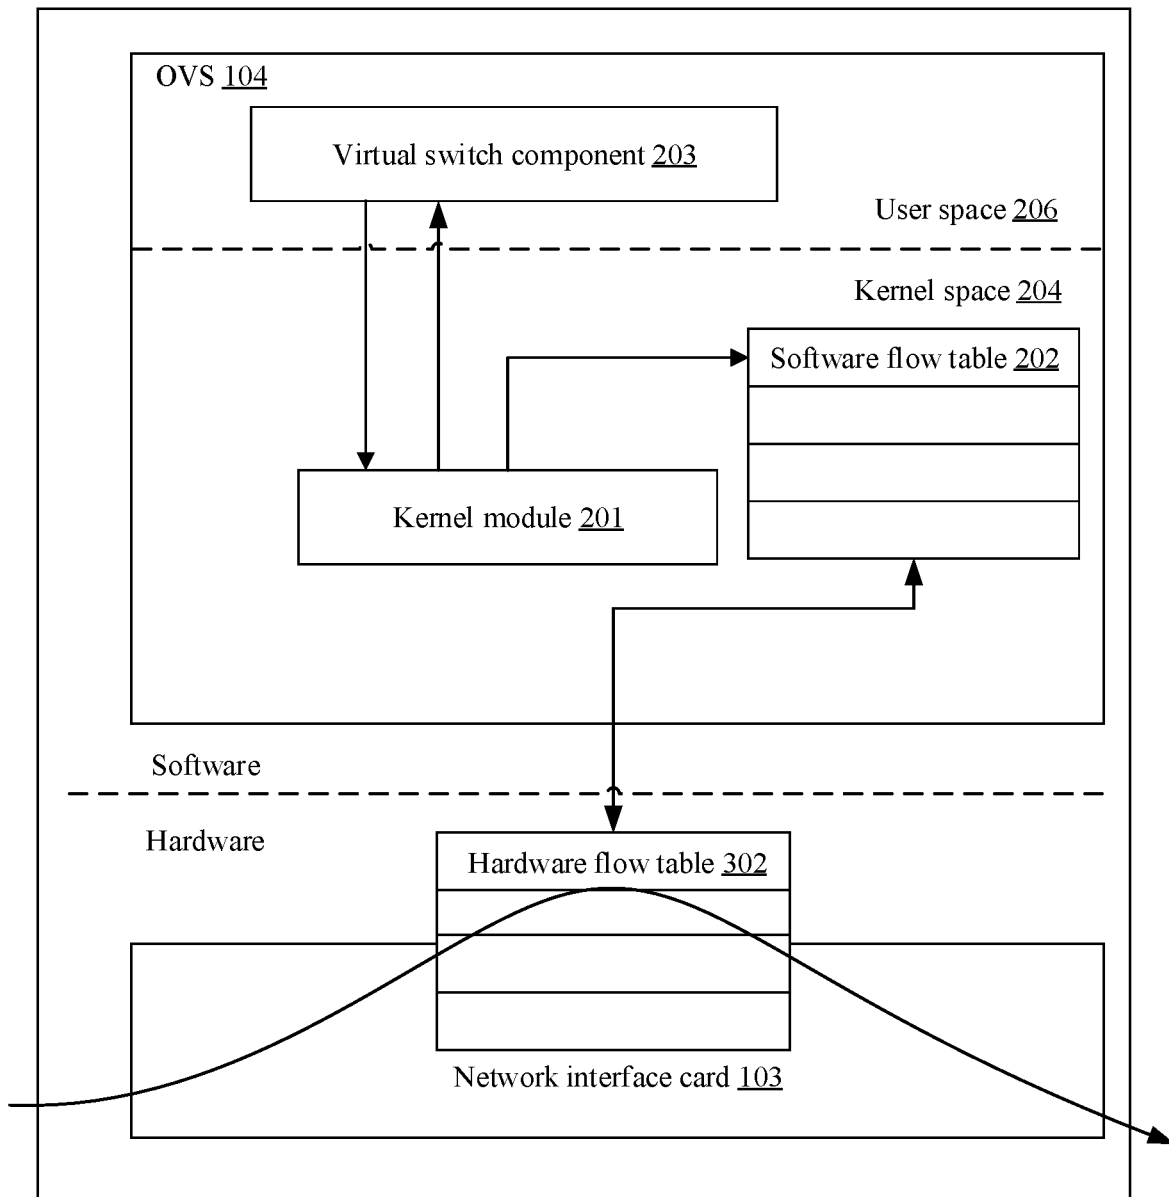 OVS 104
Virtual switch component 203
User space 206
Kernel space 204
Software flow table 202
Kernel module 201
Software
Hardware
Hardware flow table 302
Network interface card 103